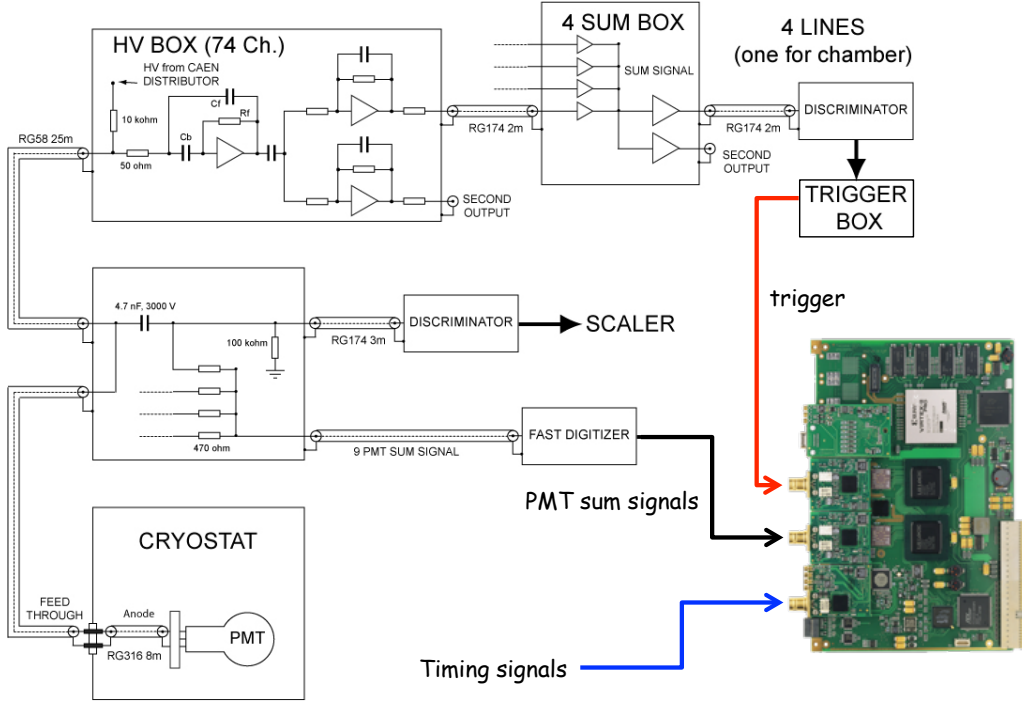 HV BOX (74 Ch.)
HV from CAEN
DISTRIBUTOR
10 kohm
Cf
Rf
Cb
50 ohm
RG58 25m
SECOND
OUTPUT
RG174 2m
4 SUM BOX
SUM SIGNAL
RG174 2m
SECOND
OUTPUT
4 LINES
(one for chamber)
DISCRIMINATOR
TRIGGER
BOX
trigger
4.7 nF, 3000 V
100 kohm
470 ohm
RG174 3m
DISCRIMINATOR
SCALER
9 PMT SUM SIGNAL
FAST DIGITIZER
PMT sum signals
CRYOSTAT
FEED
THROUGH
Anode
RG316 8m
PMT
Timing signals